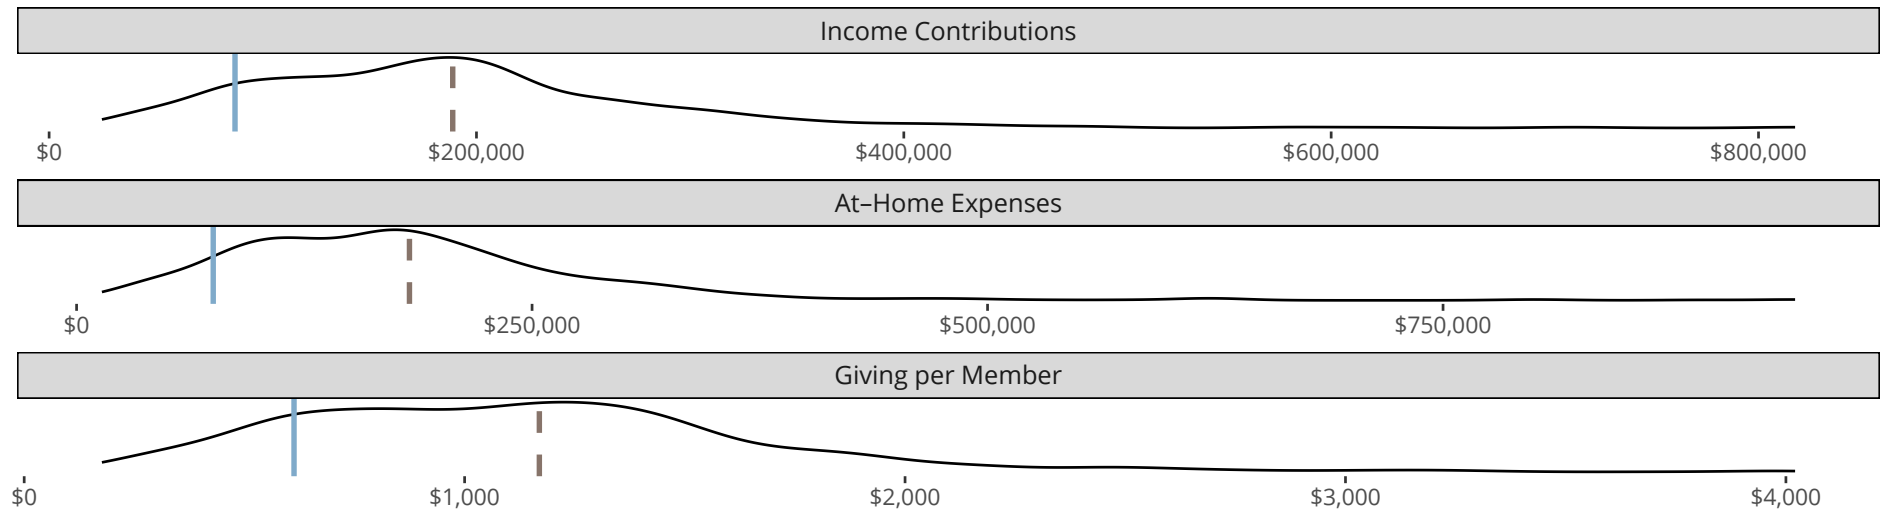 Income Contributions
$0 $200,000 $400,000 $600,000 $800,000
At–Home Expenses
$0 $250,000 $500,000 $750,000
Giving per Member
$0 $1,000 $2,000 $3,000 $4,000